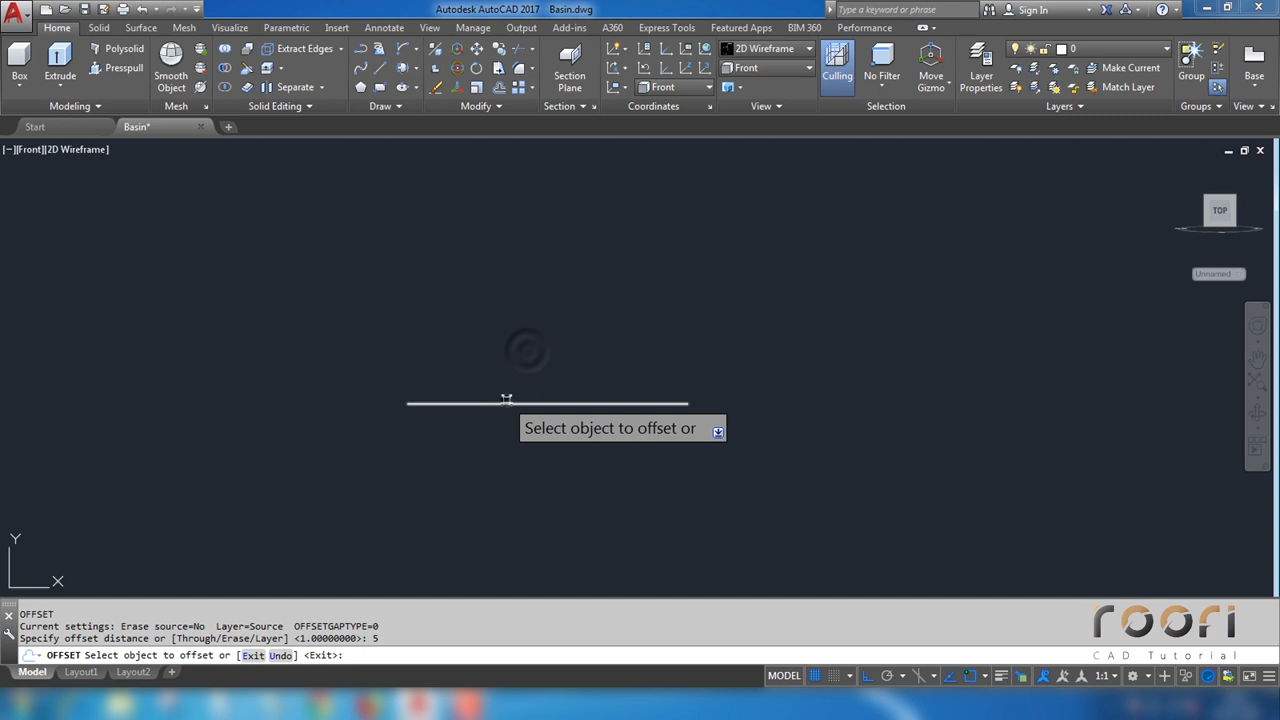 Autodesk AutoCAD 2017 Basin.dwg
Type a keyword or phrase
Sign In
Home Solid Surface Mesh Visualize Parametric Insert Annotate View Manage Output Add-ins A360 Express Tools Featured Apps BIM 360 Performance
Box
Extrude
Polysolid
Presspull
Smooth Object
Extract Edges
Separate
Section Plane
Front
2D Wireframe
Front
Culling
No Filter
Move Gizmo
Layer Properties
0
Make Current
Match Layer
Group
Base
Modeling Mesh Solid Editing Draw Modify Section Coordinates View Selection Layers Groups View
Start Basin*
[−][Front][2D Wireframe]
TOP
Unnamed
Select object to offset or
Y
X
OFFSET
Current settings: Erase source=No Layer=Source OFFSETGAPTYPE=0
Specify offset distance or [Through/Erase/Layer] <1.00000000>: 5
OFFSET Select object to offset or [Exit Undo] <Exit>:
roori
CAD Tutorial
Model Layout1 Layout2
MODEL
1:1